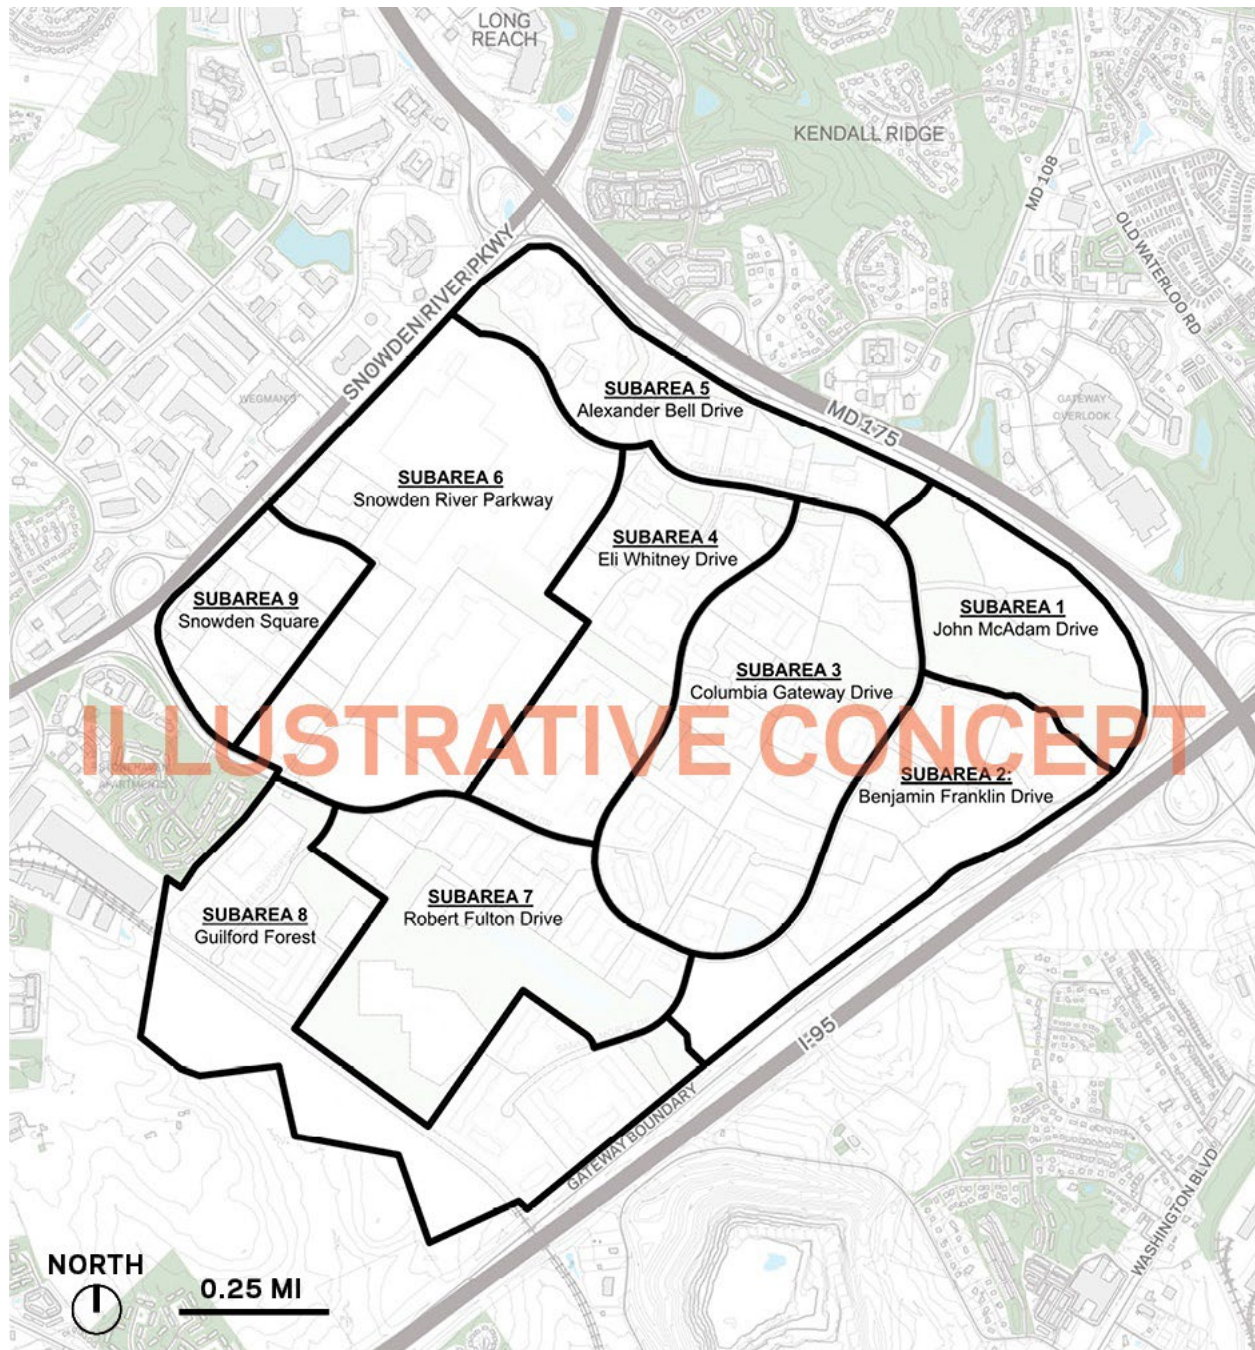 LONG
REACH
KENDALL RIDGE
MD 108
OLD WATERLOO RD
SNOWDEN RIVER PKWY
WEGMANS
GATEWAY
OVERLOOK
MD 175
SUBAREA 5
Alexander Bell Drive
SUBAREA 6
Snowden River Parkway
SUBAREA 4
Eli Whitney Drive
SUBAREA 9
Snowden Square
SUBAREA 1
John McAdam Drive
SUBAREA 3
Columbia Gateway Drive
ILLUSTRATIVE CONCEPT
SUBAREA 2:
Benjamin Franklin Drive
SUBAREA 7
Robert Fulton Drive
SUBAREA 8
Guilford Forest
I-95
GATEWAY BOUNDARY
WASHINGTON BLVD
NORTH
0.25 MI